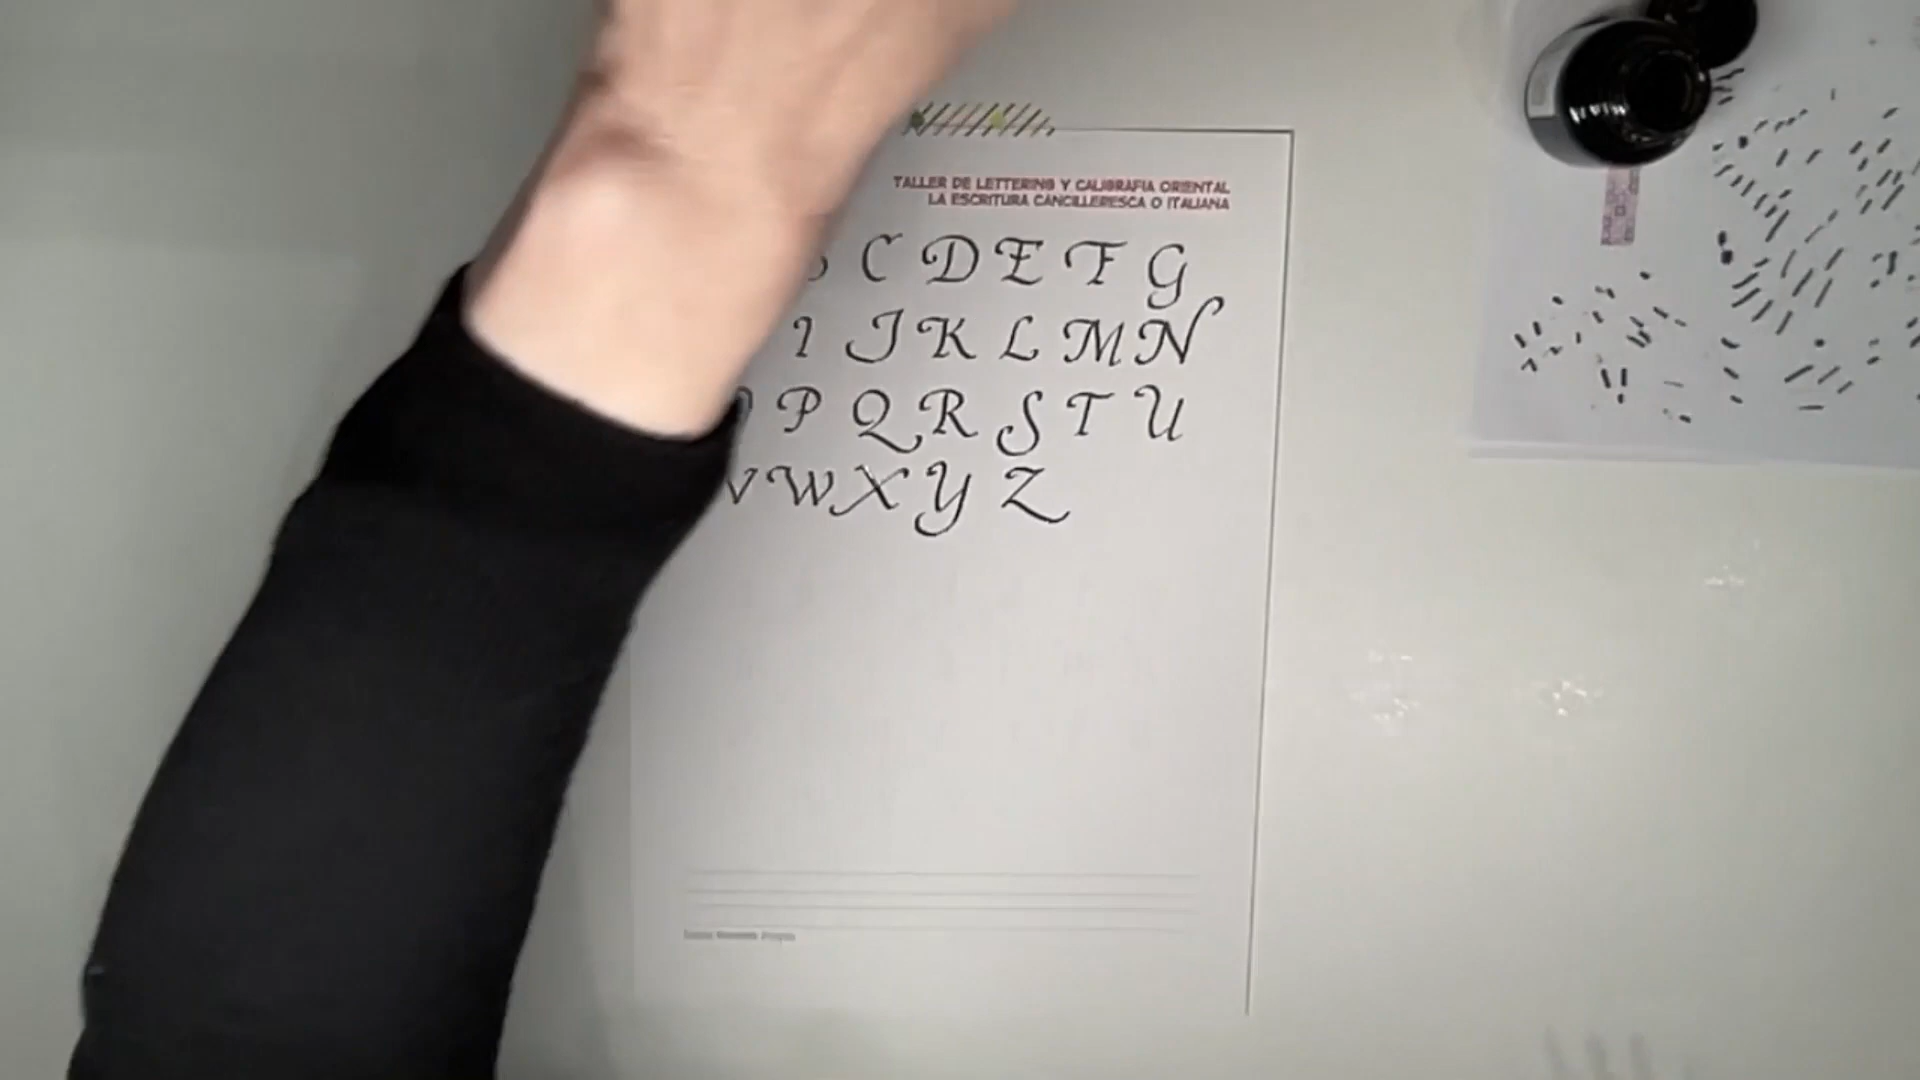 TALLER DE LETTERING Y CALIGRAFIA ORIENTAL
LA ESCRITURA CANCILLERESCA O ITALIANA
C D E F G
I J K L M N
P Q R S T U
V W X Y Z